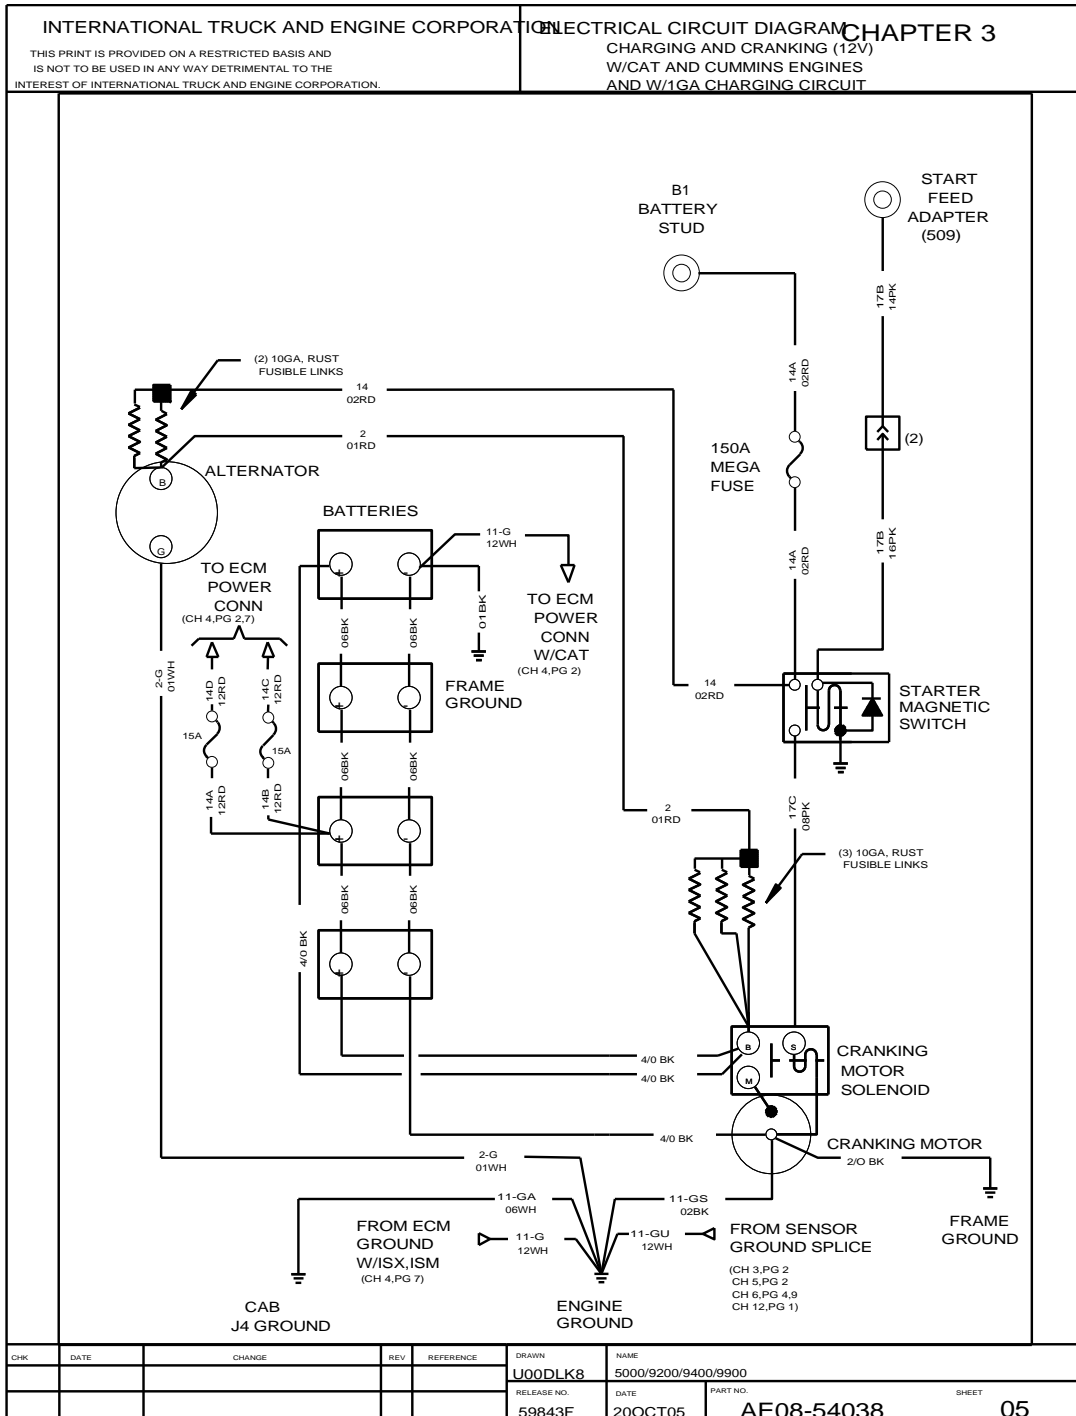 INTERNATIONAL TRUCK AND ENGINE CORPORATION
THIS PRINT IS PROVIDED ON A RESTRICTED BASIS AND
IS NOT TO BE USED IN ANY WAY DETRIMENTAL TO THE
INTEREST OF INTERNATIONAL TRUCK AND ENGINE CORPORATION.
ELECTRICAL CIRCUIT DIAGRAM
CHAPTER 3
CHARGING AND CRANKING (12V)
W/CAT AND CUMMINS ENGINES
AND W/1GA CHARGING CIRCUIT
B1
BATTERY
STUD
START
FEED
ADAPTER
(509)
17B
14PK
14A
02RD
(2) 10GA, RUST
FUSIBLE LINKS
14
02RD
2
01RD
150A
MEGA
FUSE
(2)
ALTERNATOR
B
G
BATTERIES
11-G
12WH
14A
02RD
17B
16PK
TO ECM
POWER
CONN
(CH 4,PG 2,7)
+
-
TO ECM
POWER
CONN
W/CAT
(CH 4,PG 2)
01BK
06BK
06BK
2-G
01WH
14D
12RD
14C
12RD
FRAME
GROUND
+
-
14
02RD
STARTER
MAGNETIC
SWITCH
15A
15A
06BK
06BK
14A
12RD
14B
12RD
2
01RD
17C
08PK
+
-
(3) 10GA, RUST
FUSIBLE LINKS
06BK
06BK
4/0 BK
+
-
B
S
M
4/0 BK
4/0 BK
CRANKING
MOTOR
SOLENOID
4/0 BK
CRANKING MOTOR
2/O BK
2-G
01WH
11-GA
06WH
11-GS
02BK
FROM ECM
GROUND
W/ISX,ISM
(CH 4,PG 7)
11-G
12WH
11-GU
12WH
FROM SENSOR
GROUND SPLICE
(CH 3,PG 2
CH 5,PG 2
CH 6,PG 4,9
CH 12,PG 1)
FRAME
GROUND
CAB
J4 GROUND
ENGINE
GROUND
CHK
DATE
CHANGE
REV
REFERENCE
DRAWN
U00DLK8
NAME
5000/9200/9400/9900
RELEASE NO.
59843F
DATE
20OCT05
PART NO.
AE08-54038
SHEET
05